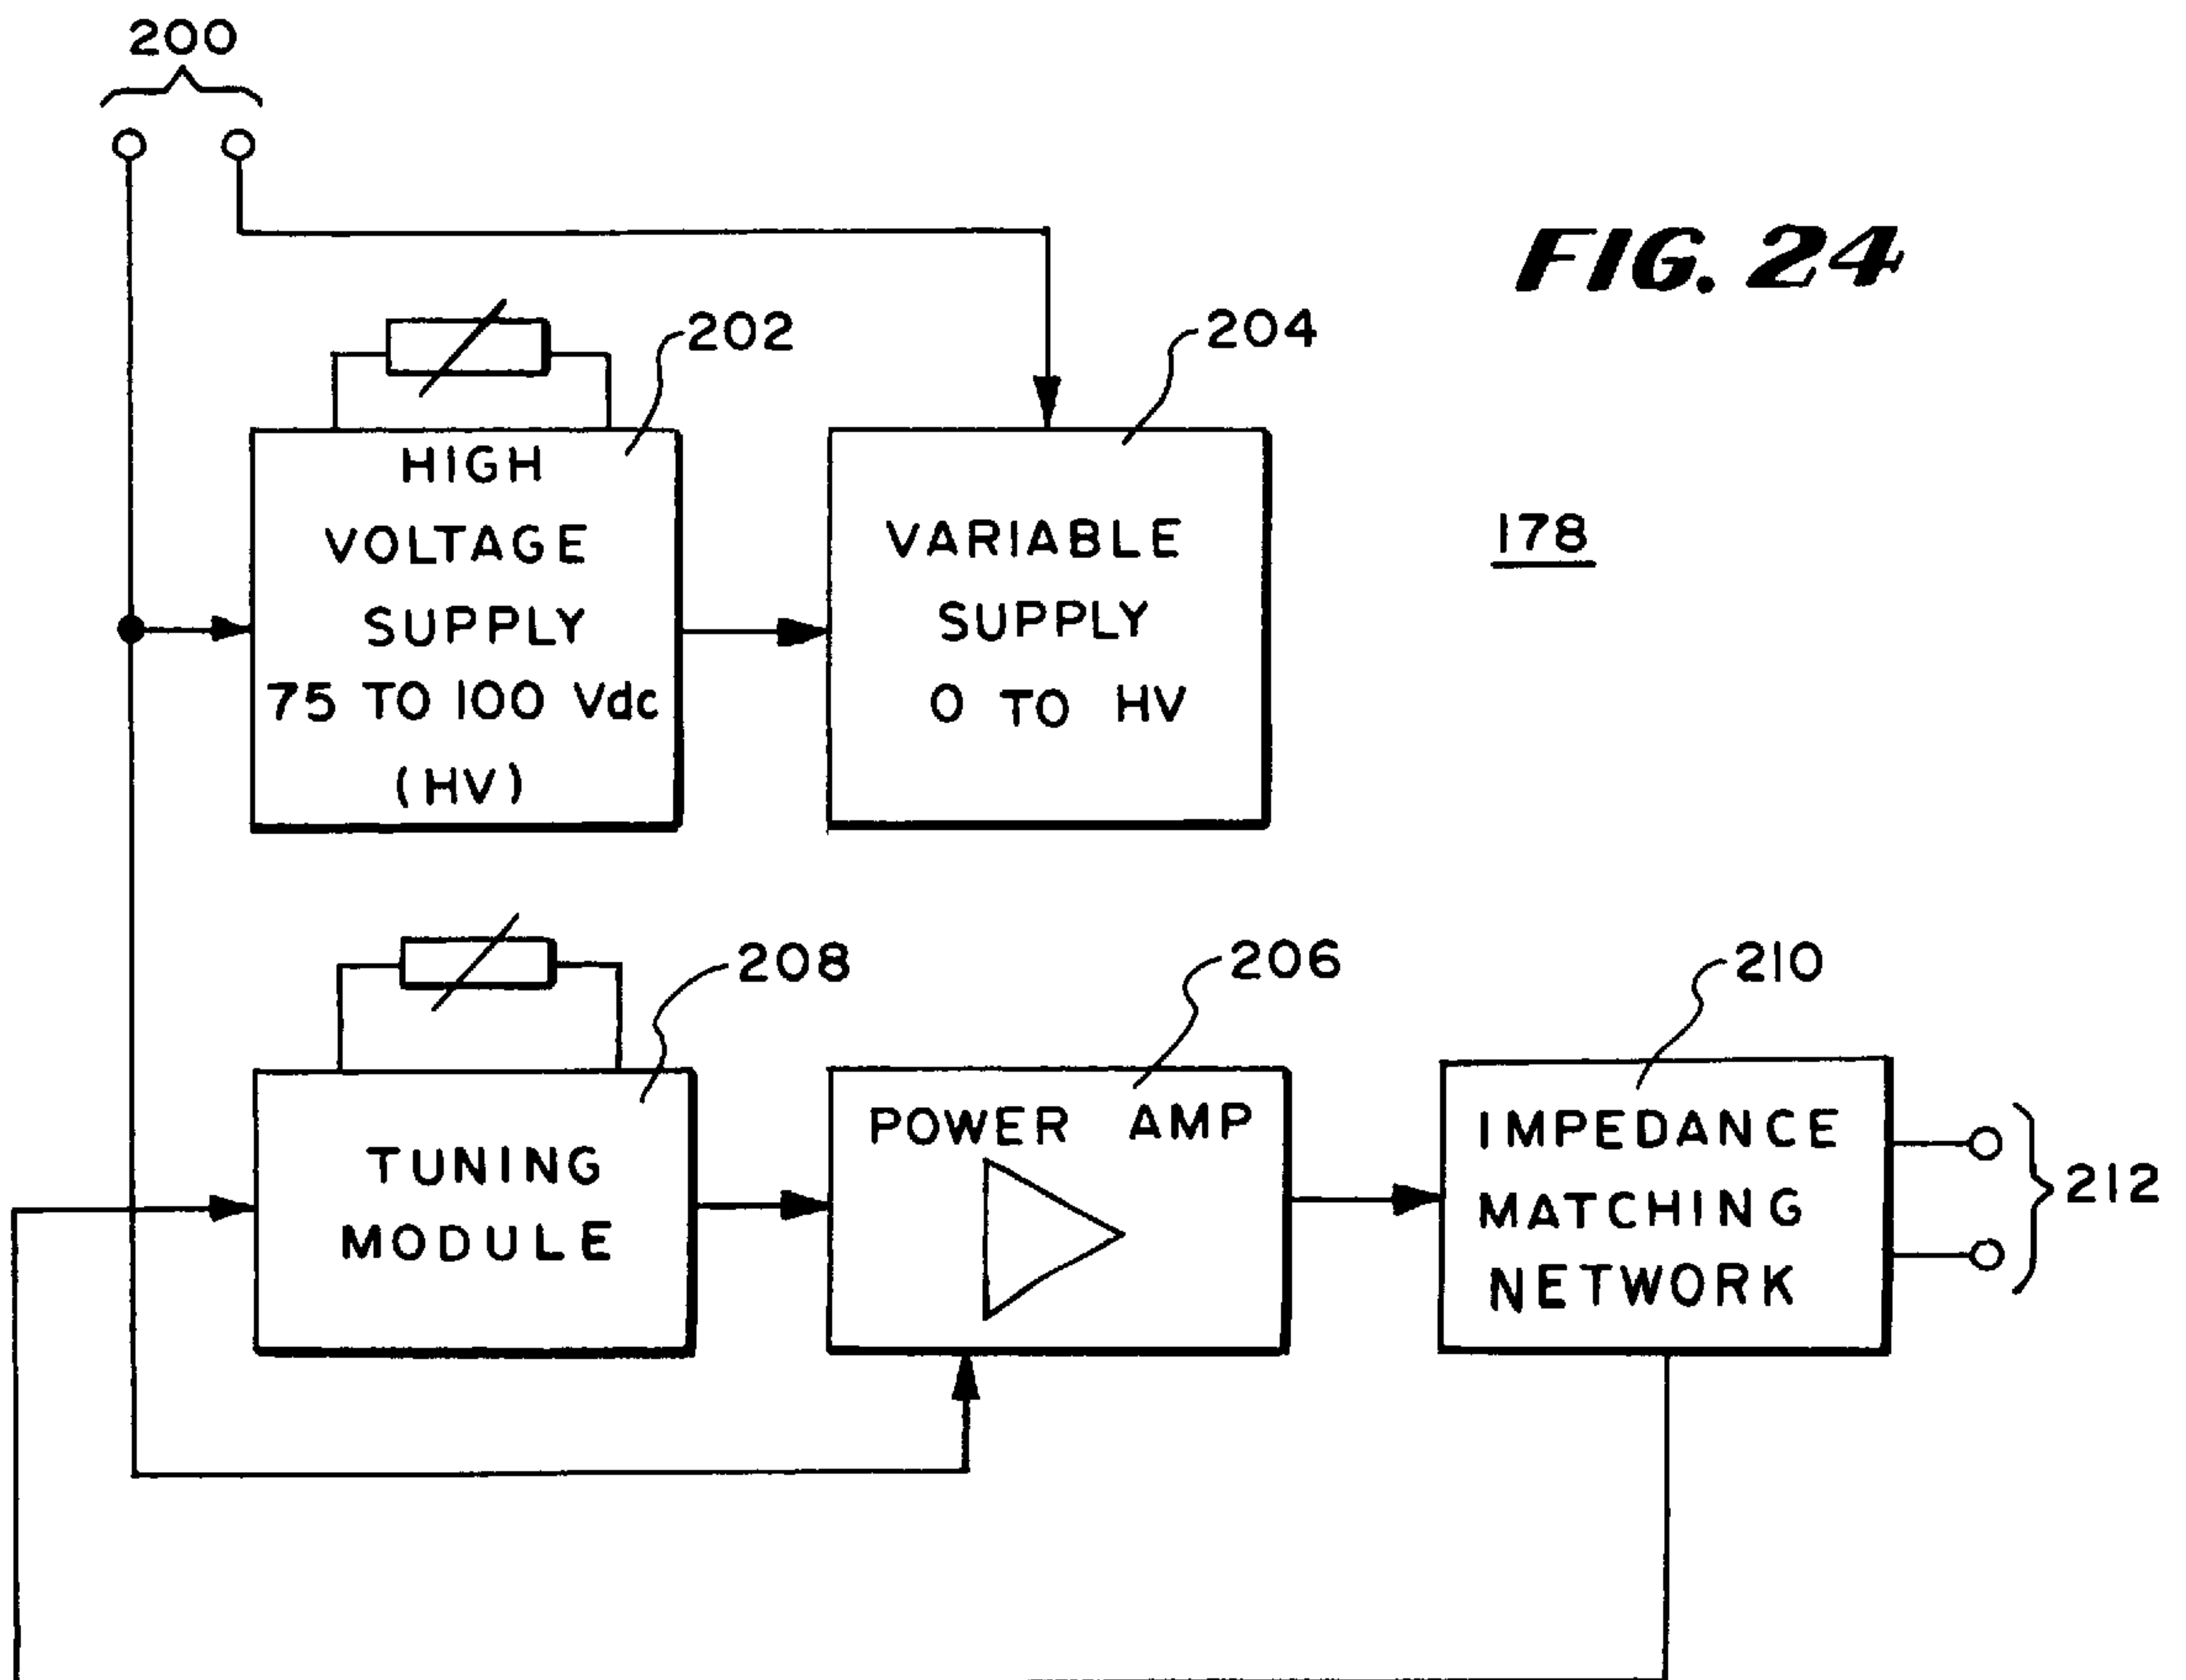 200
FIG. 24
202
204
HIGH
VOLTAGE
SUPPLY
75 TO 100 Vdc
(HV)
VARIABLE
SUPPLY
0 TO HV
178
208
206
210
TUNING
MODULE
POWER AMP
IMPEDANCE
MATCHING
NETWORK
212